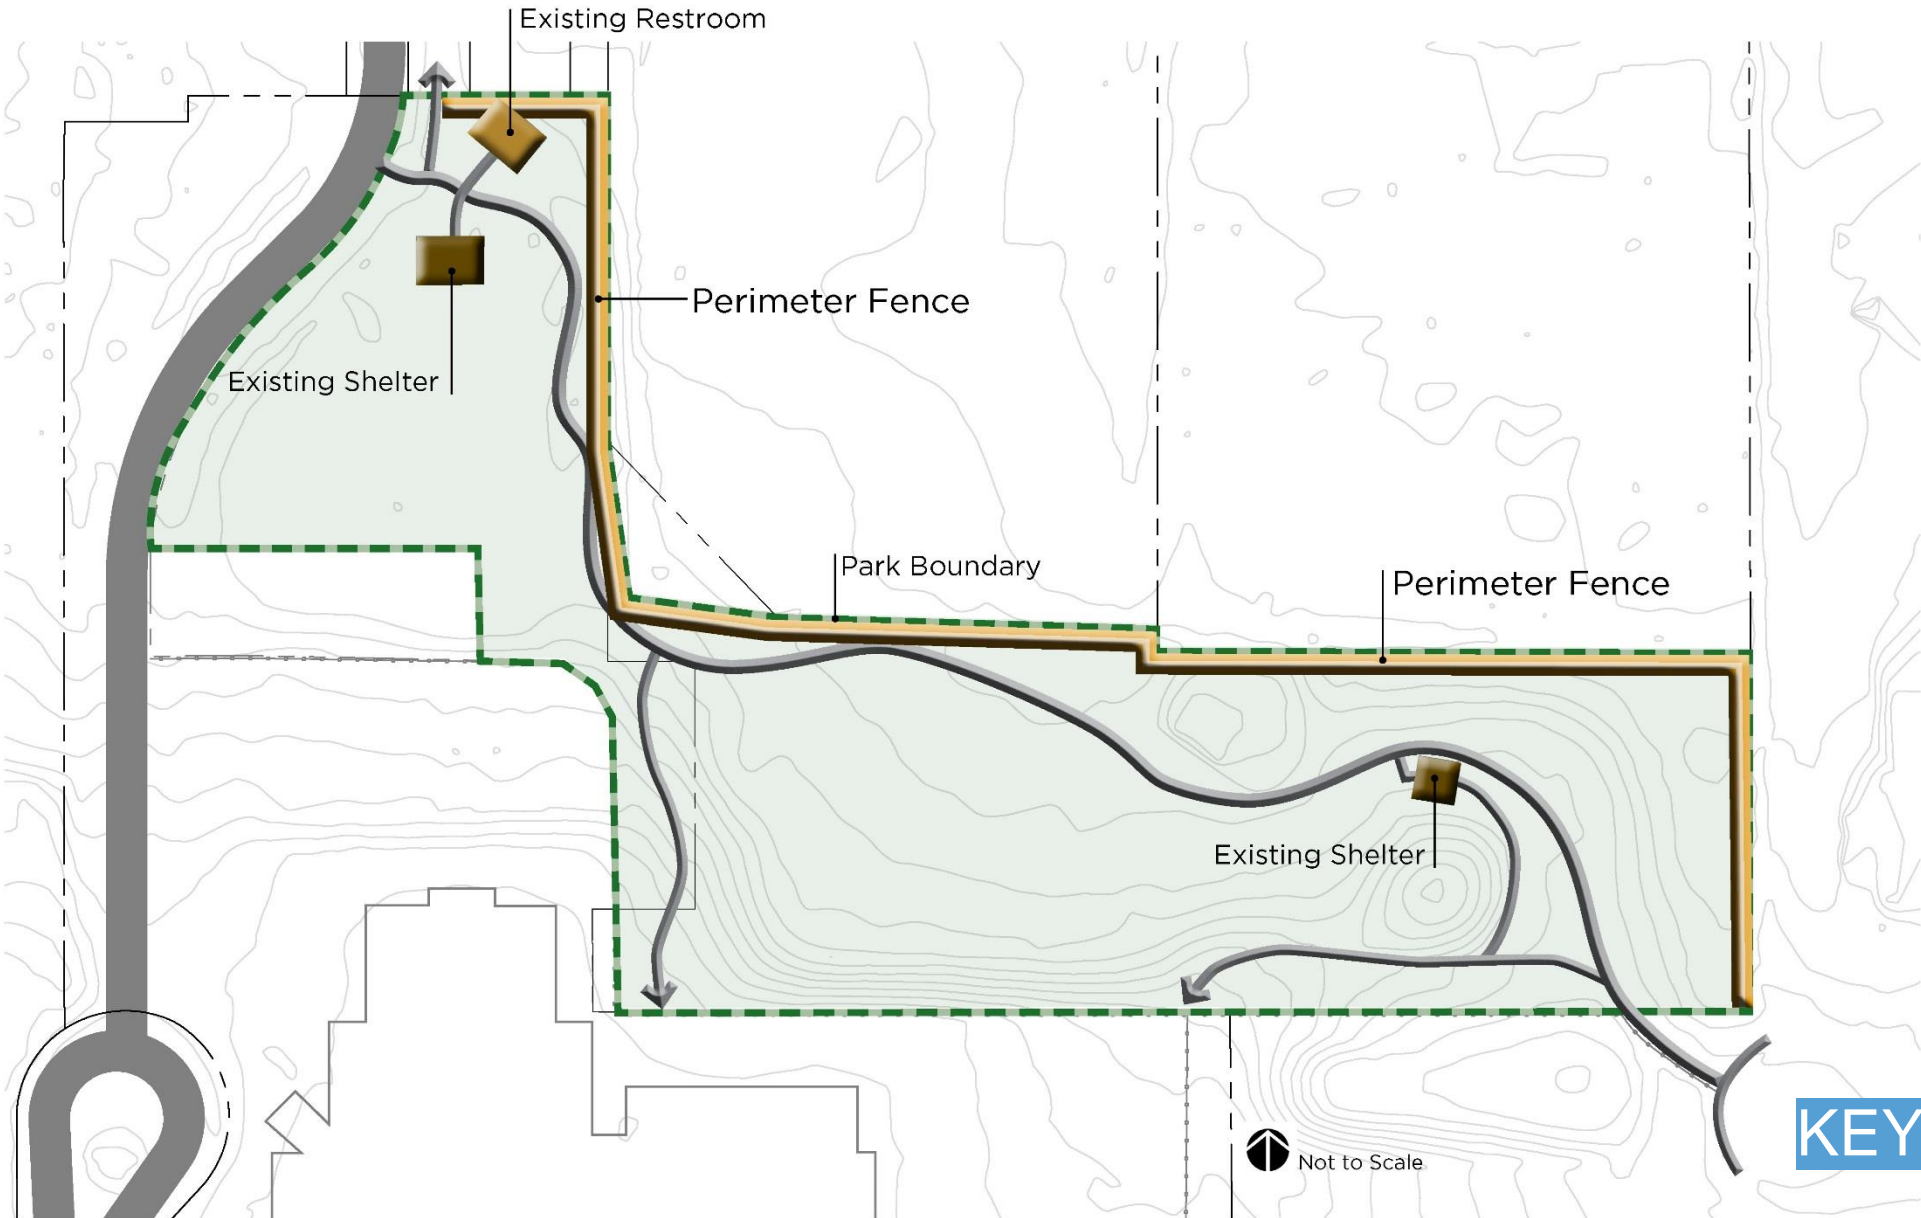 Existing Restroom
Perimeter Fence
Existing Shelter
Park Boundary
Perimeter Fence
Existing Shelter
Not to Scale
KEY